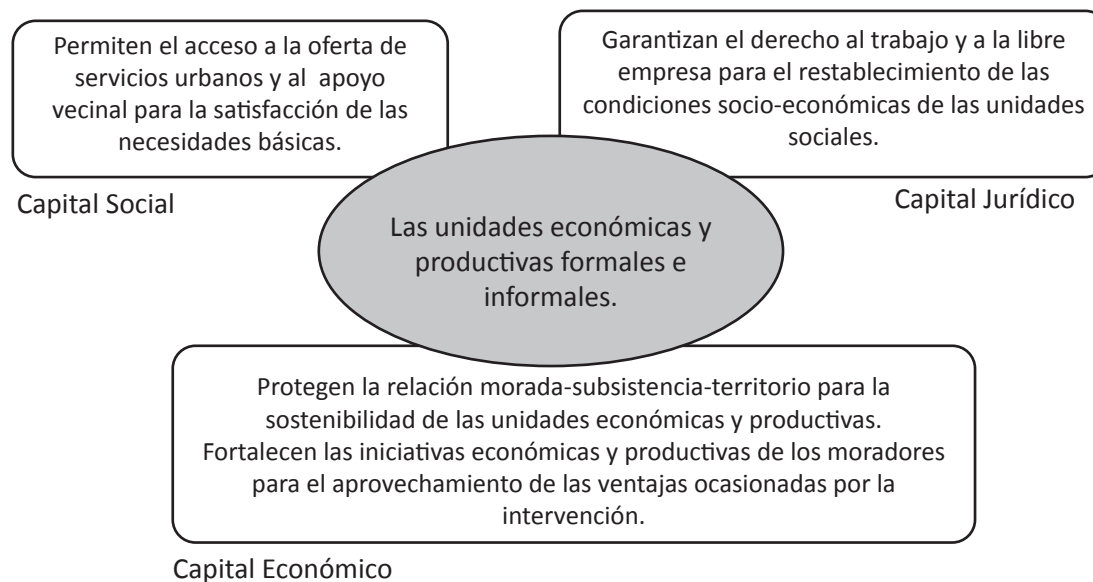 Permiten el acceso a la oferta de
servicios urbanos y al apoyo
vecinal para la satisfacción de las
necesidades básicas.
Capital Social
Garantizan el derecho al trabajo y a la libre
empresa para el restablecimiento de las
condiciones socio-económicas de las unidades
sociales.
Capital Jurídico
Las unidades económicas y
productivas formales e
informales.
Protegen la relación morada-subsistencia-territorio para la
sostenibilidad de las unidades económicas y productivas.
Fortalecen las iniciativas económicas y productivas de los moradores
para el aprovechamiento de las ventajas ocasionadas por la
intervención.
Capital Económico